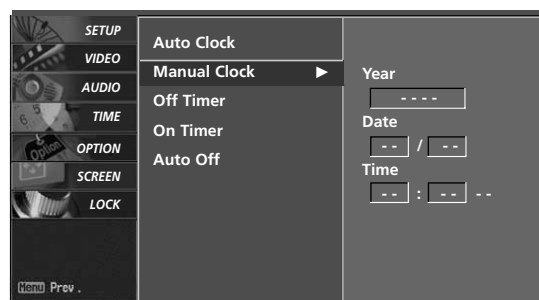 SETUP
VIDEO
AUDIO
TIME
OPTION
SCREEN
LOCK
Menu Prev.
Auto Clock
Manual Clock ►
Off Timer
On Timer
Auto Off
Year
- - - -
Date
- - / - -
Time
- - : - - - -